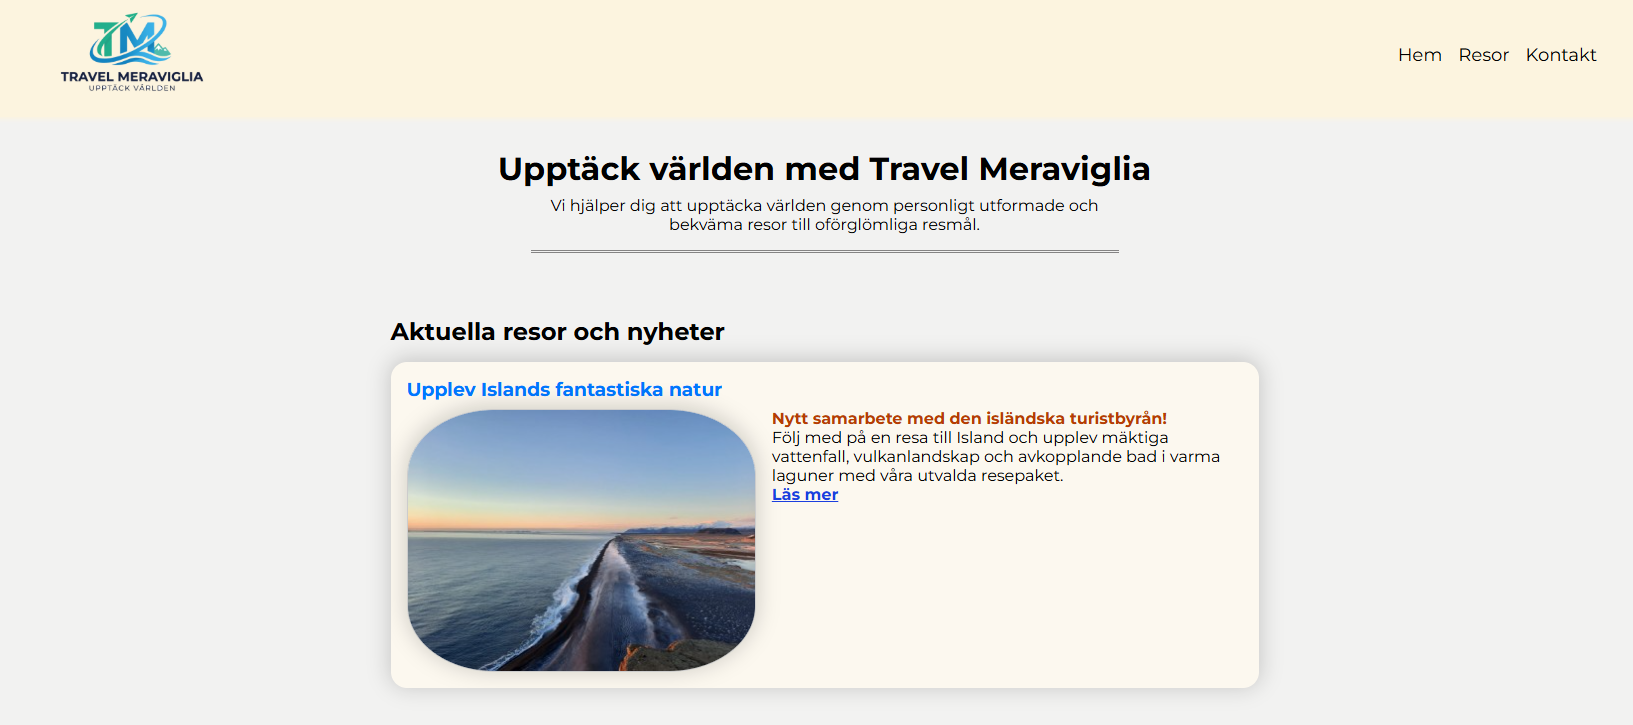 TM
TRAVEL MERAVIGLIA
UPPTÄCK VÄRLDEN
Hem Resor Kontakt
Upptäck världen med Travel Meraviglia
Vi hjälper dig att upptäcka världen genom personligt utformade och
bekväma resor till oförglömliga resmål.
Aktuella resor och nyheter
Upplev Islands fantastiska natur
Nytt samarbete med den isländska turistbyrån!
Följ med på en resa till Island och upplev mäktiga
vattenfall, vulkanlandskap och avkopplande bad i varma
laguner med våra utvalda resepaket.
Läs mer